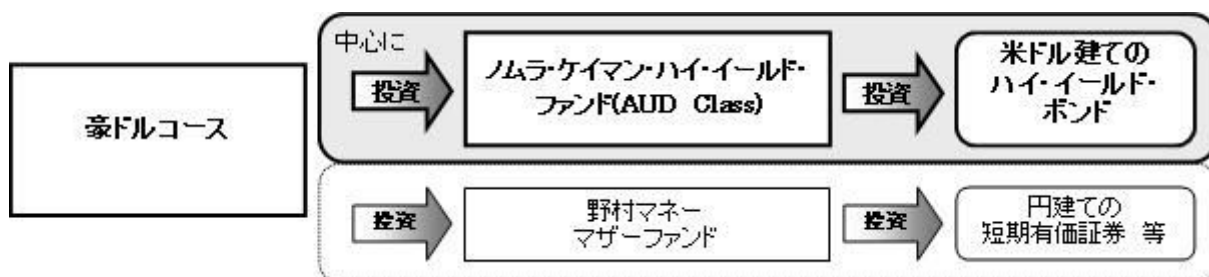 豪ドルコース
中心に
投資
ノムラ・ケイマン・ハイ・イールド・
ファンド(AUD Class)
投資
米ドル建ての
ハイ・イールド・
ボンド
投資
野村マネー
マザーファンド
投資
円建ての
短期有価証券 等